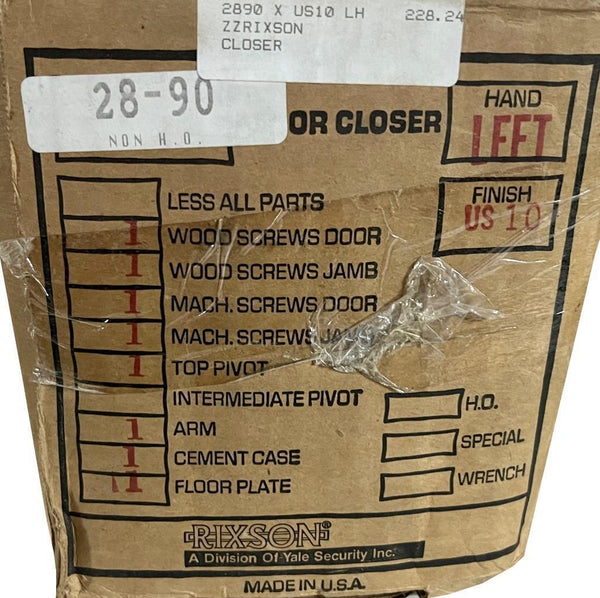 2890 X US10 LH 228.24
ZZRIXSON
CLOSER
28-90
NON H.O.
OR CLOSER
HAND
LEFT
FINISH
US 10
LESS ALL PARTS
1 WOOD SCREWS DOOR
1 WOOD SCREWS JAMB
1 MACH. SCREWS DOOR
1 MACH. SCREWS JAMB
1 TOP PIVOT
INTERMEDIATE PIVOT
1 ARM
1 CEMENT CASE
1 FLOOR PLATE
H.O.
SPECIAL
WRENCH
RIXSON®
A Division Of Yale Security Inc.
MADE IN U.S.A.